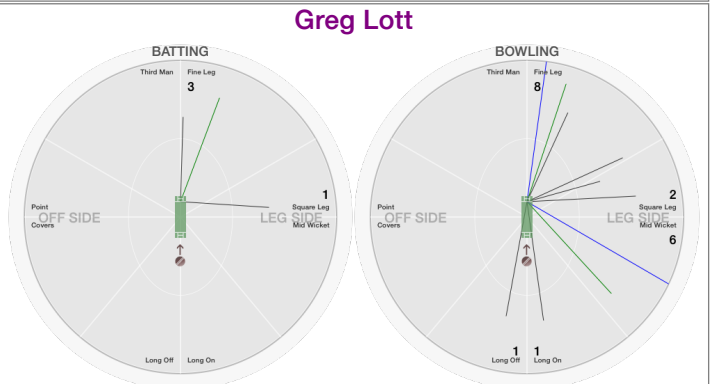 Greg Lott
BATTING
Third Man Fine Leg
3
1
Point Square Leg
OFF SIDE LEG SIDE
Covers Mid Wicket
Long Off Long On
BOWLING
Third Man Fine Leg
8
2
Point Square Leg
OFF SIDE LEG SIDE
Covers Mid Wicket
6
1 1
Long Off Long On